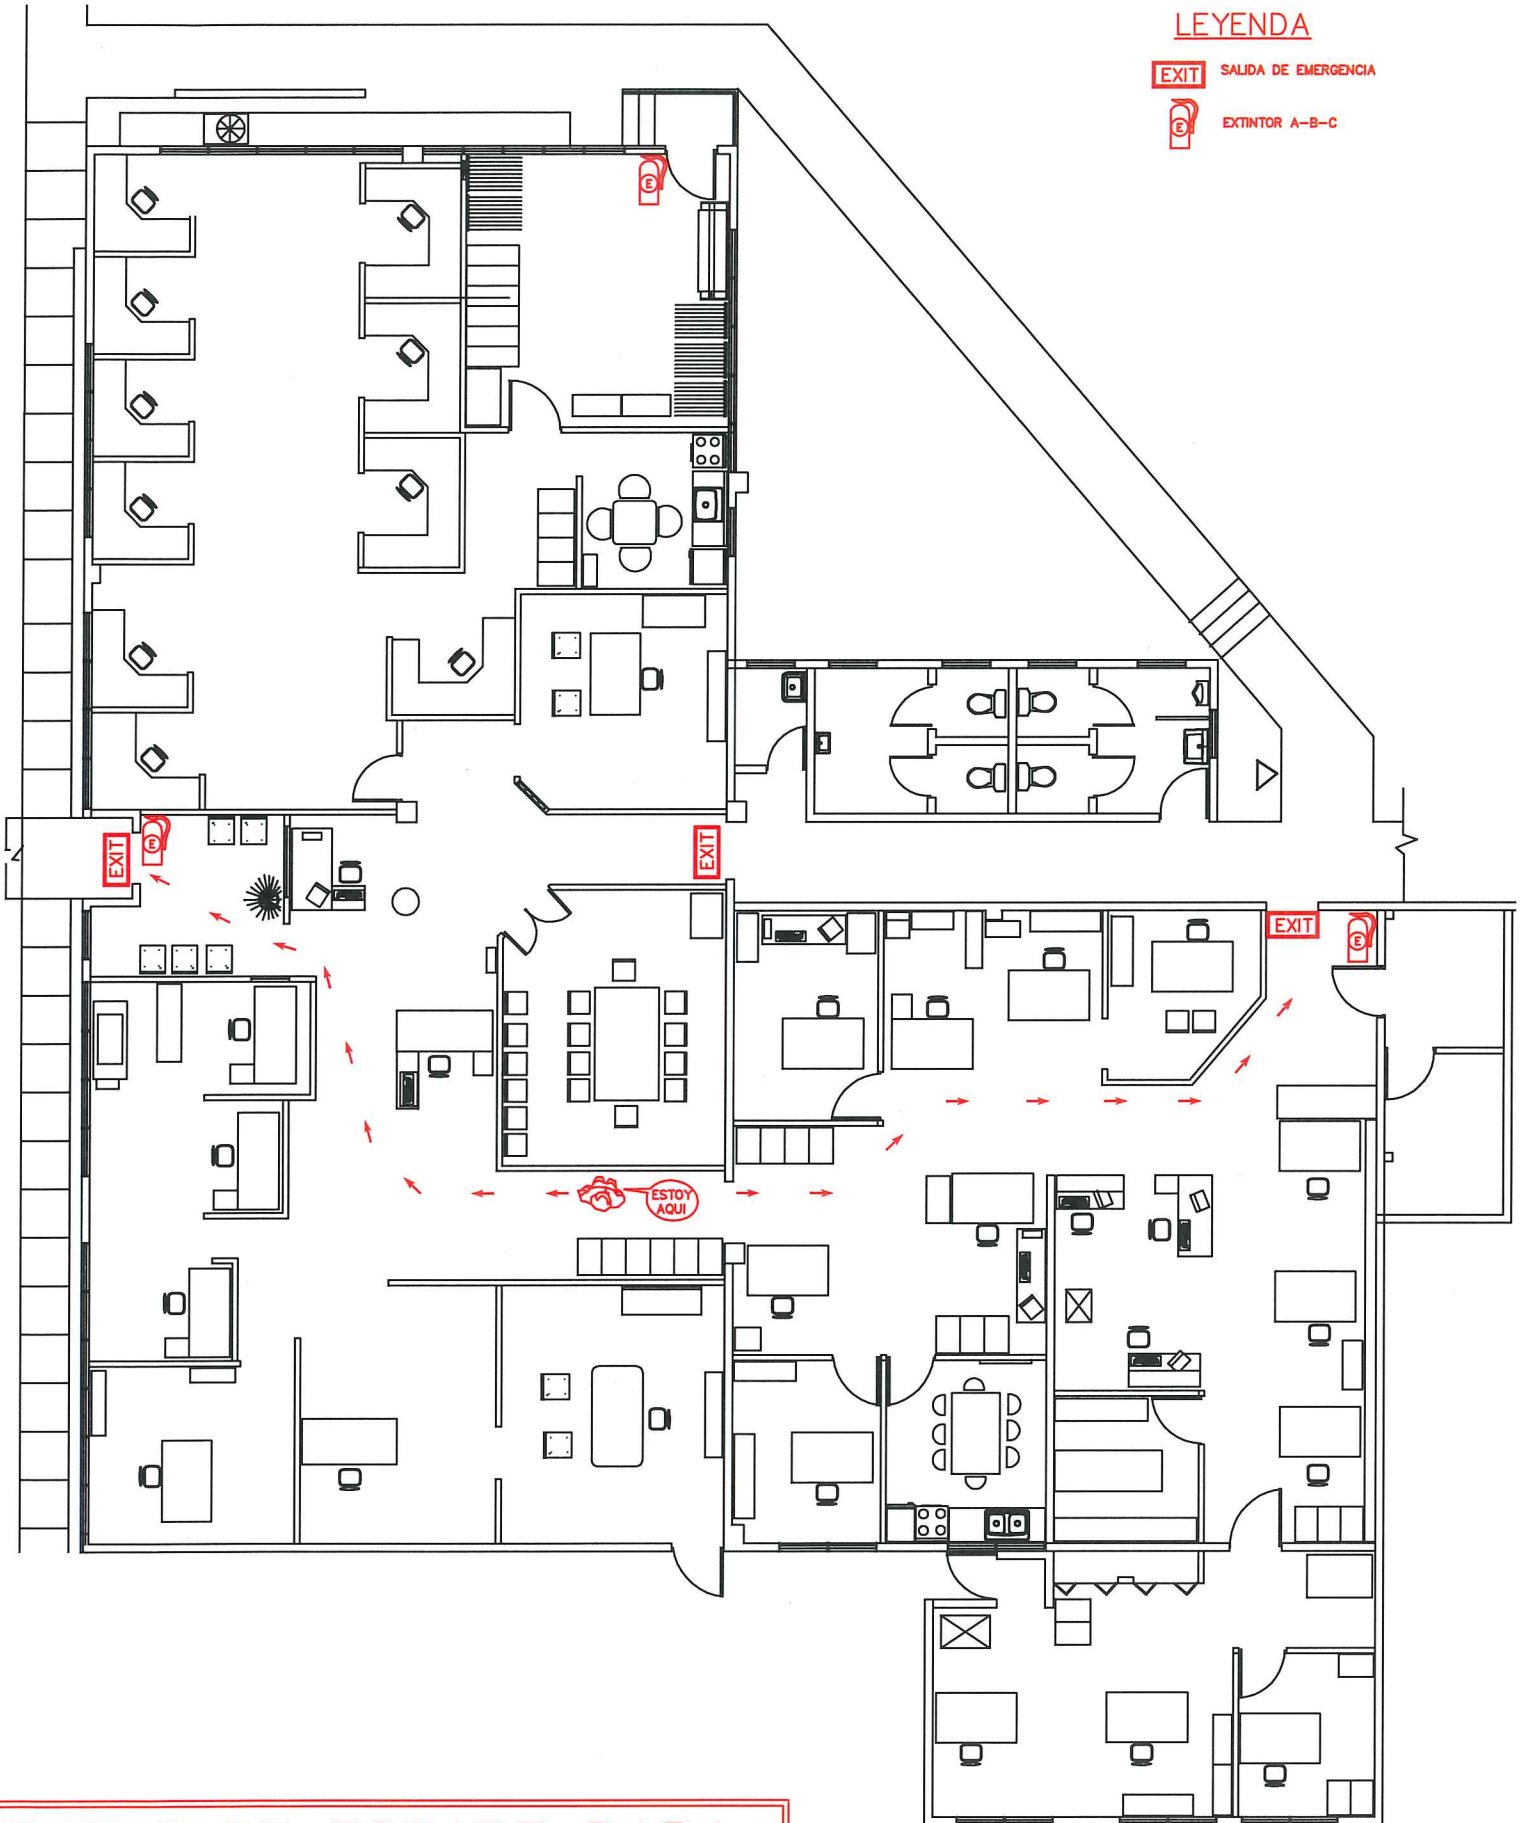 LEYENDA
EXIT SALIDA DE EMERGENCIA
E EXTINTOR A-B-C
E
EXIT
E
EXIT
EXIT
E
ESTOY
AQUI